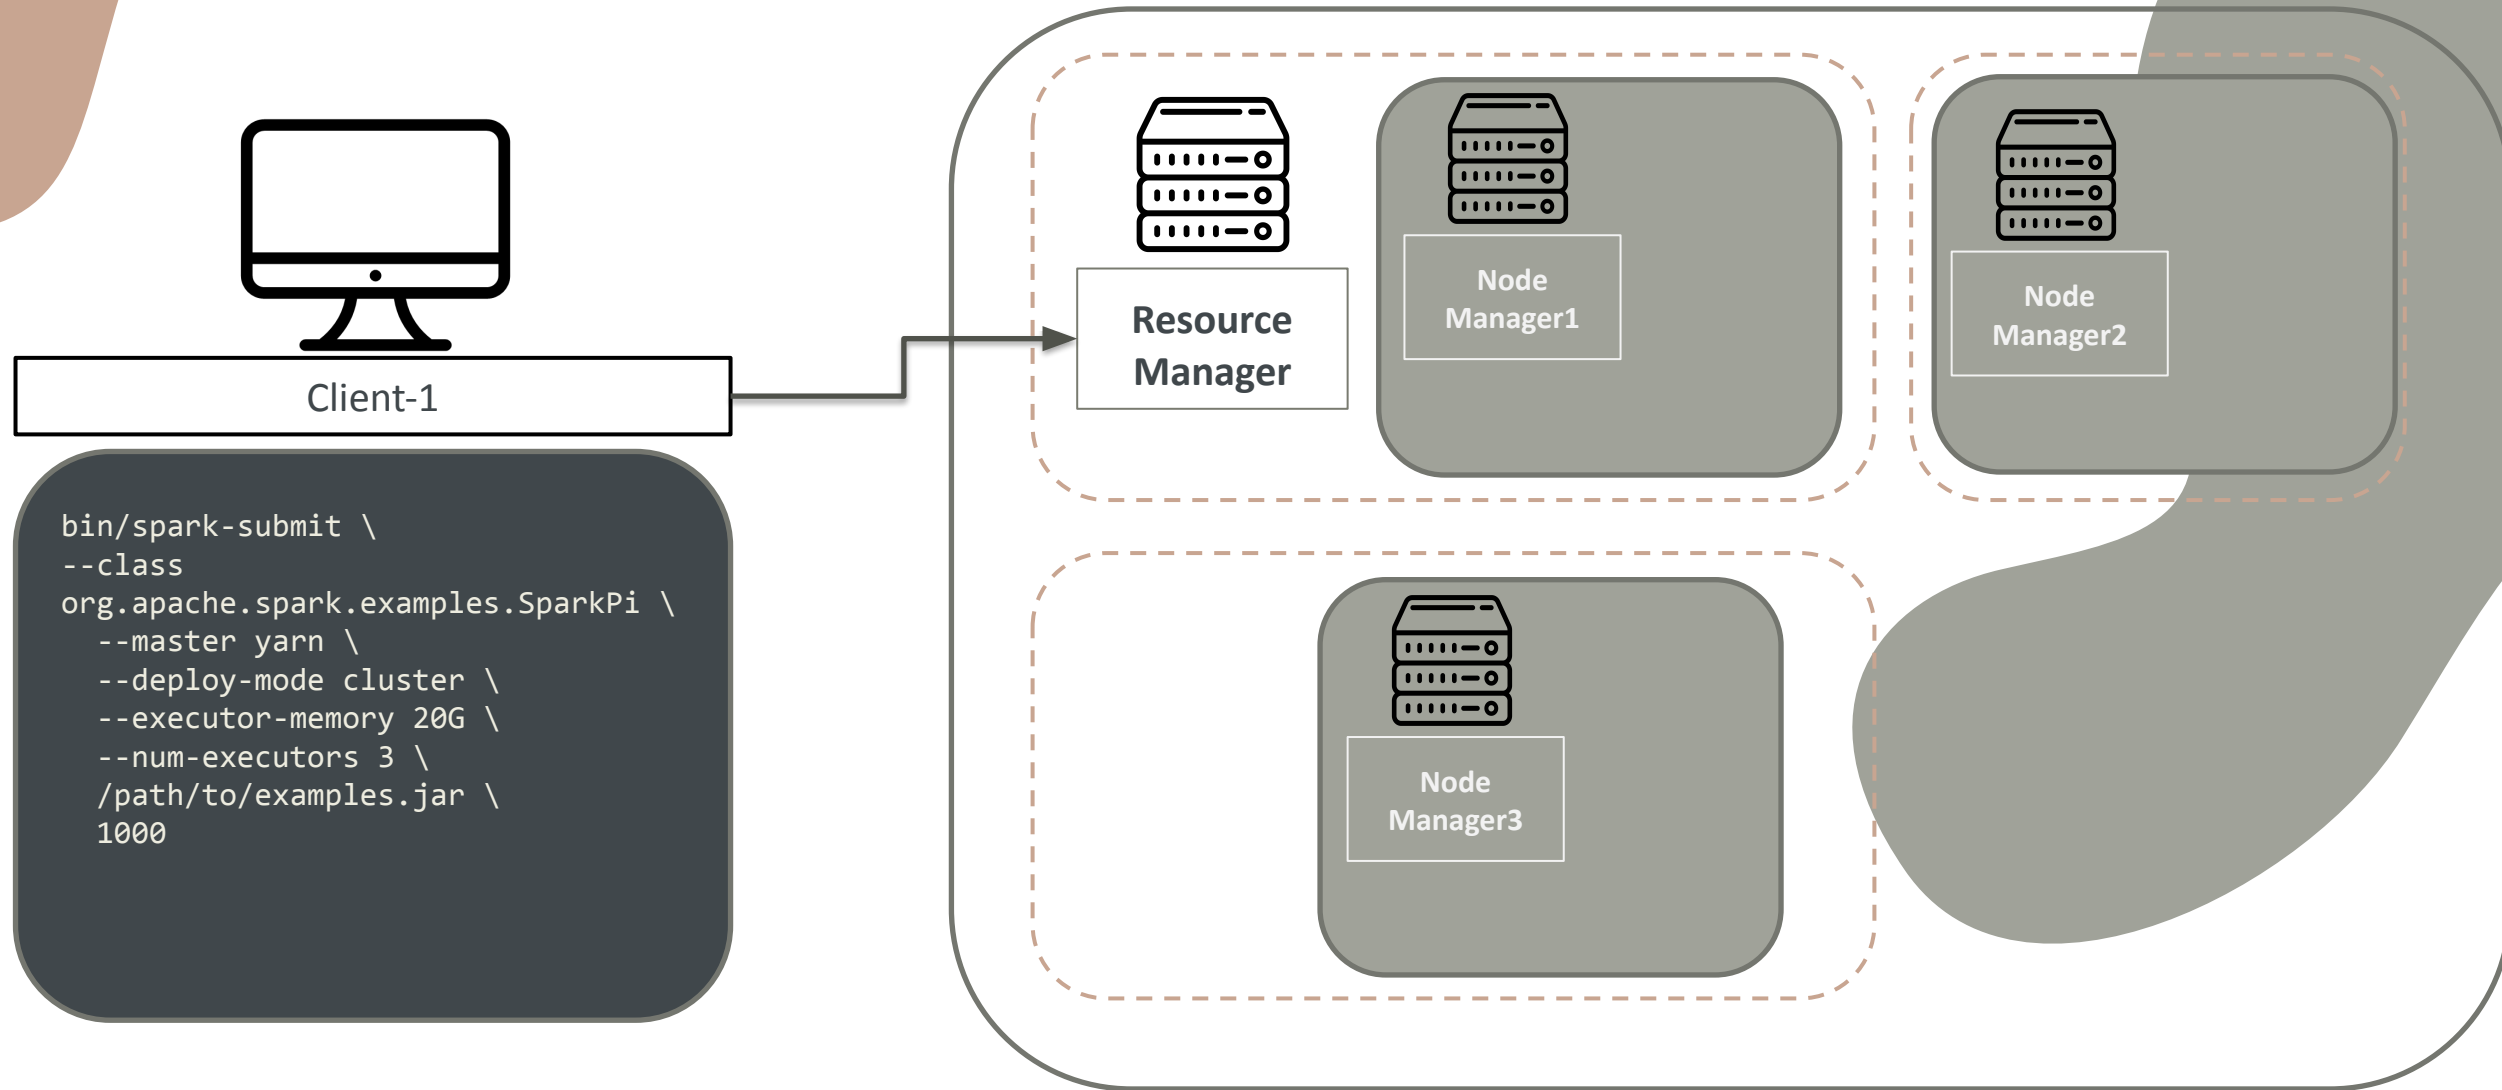 Client-1
bin/spark-submit \
--class
org.apache.spark.examples.SparkPi \
--master yarn \
--deploy-mode cluster \
--executor-memory 20G \
--num-executors 3 \
/path/to/examples.jar \
1000
Resource
Manager
Node
Manager1
Node
Manager2
Node
Manager3